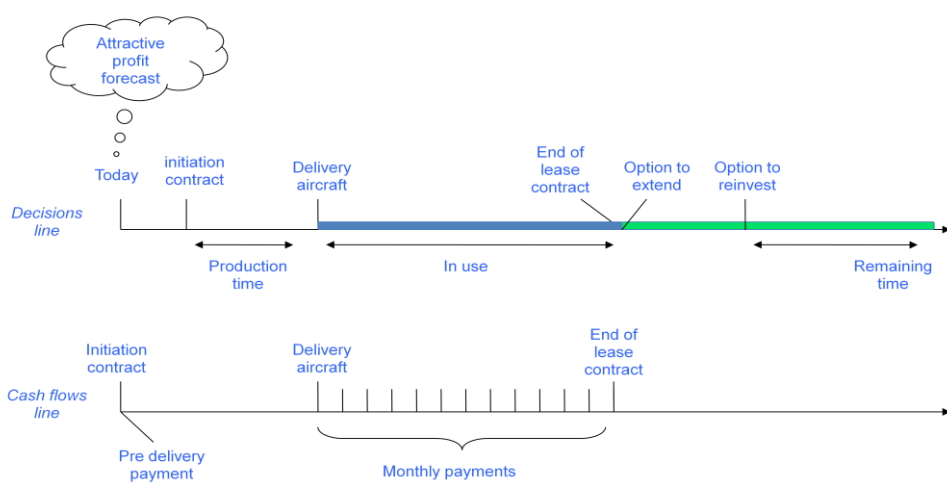 Attractive
profit
forecast
Today
initiation
contract
Delivery
aircraft
End of
lease
contract
Option to
extend
Option to
reinvest
Decisions
line
Production
time
In use
Remaining
time
Initiation
contract
Delivery
aircraft
End of
lease
contract
Cash flows
line
Pre delivery
payment
Monthly payments